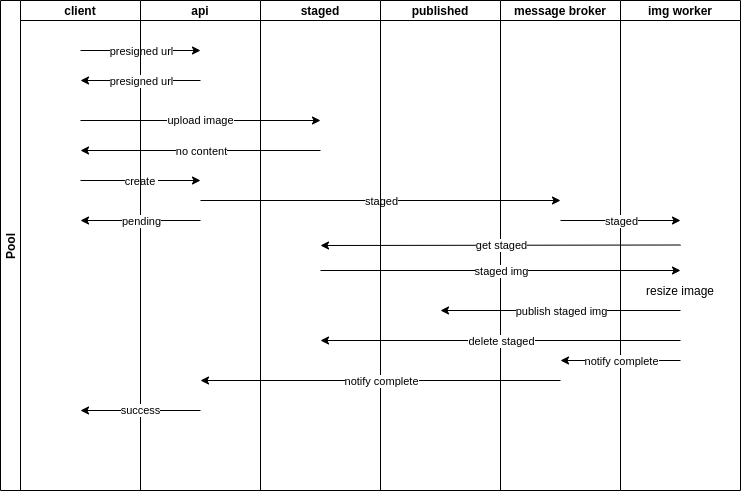 client api staged published message broker img worker
Pool
presigned url
presigned url
upload image
no content
create
staged
pending staged
get staged
staged img
resize image
publish staged img
delete staged
notify complete
notify complete
success